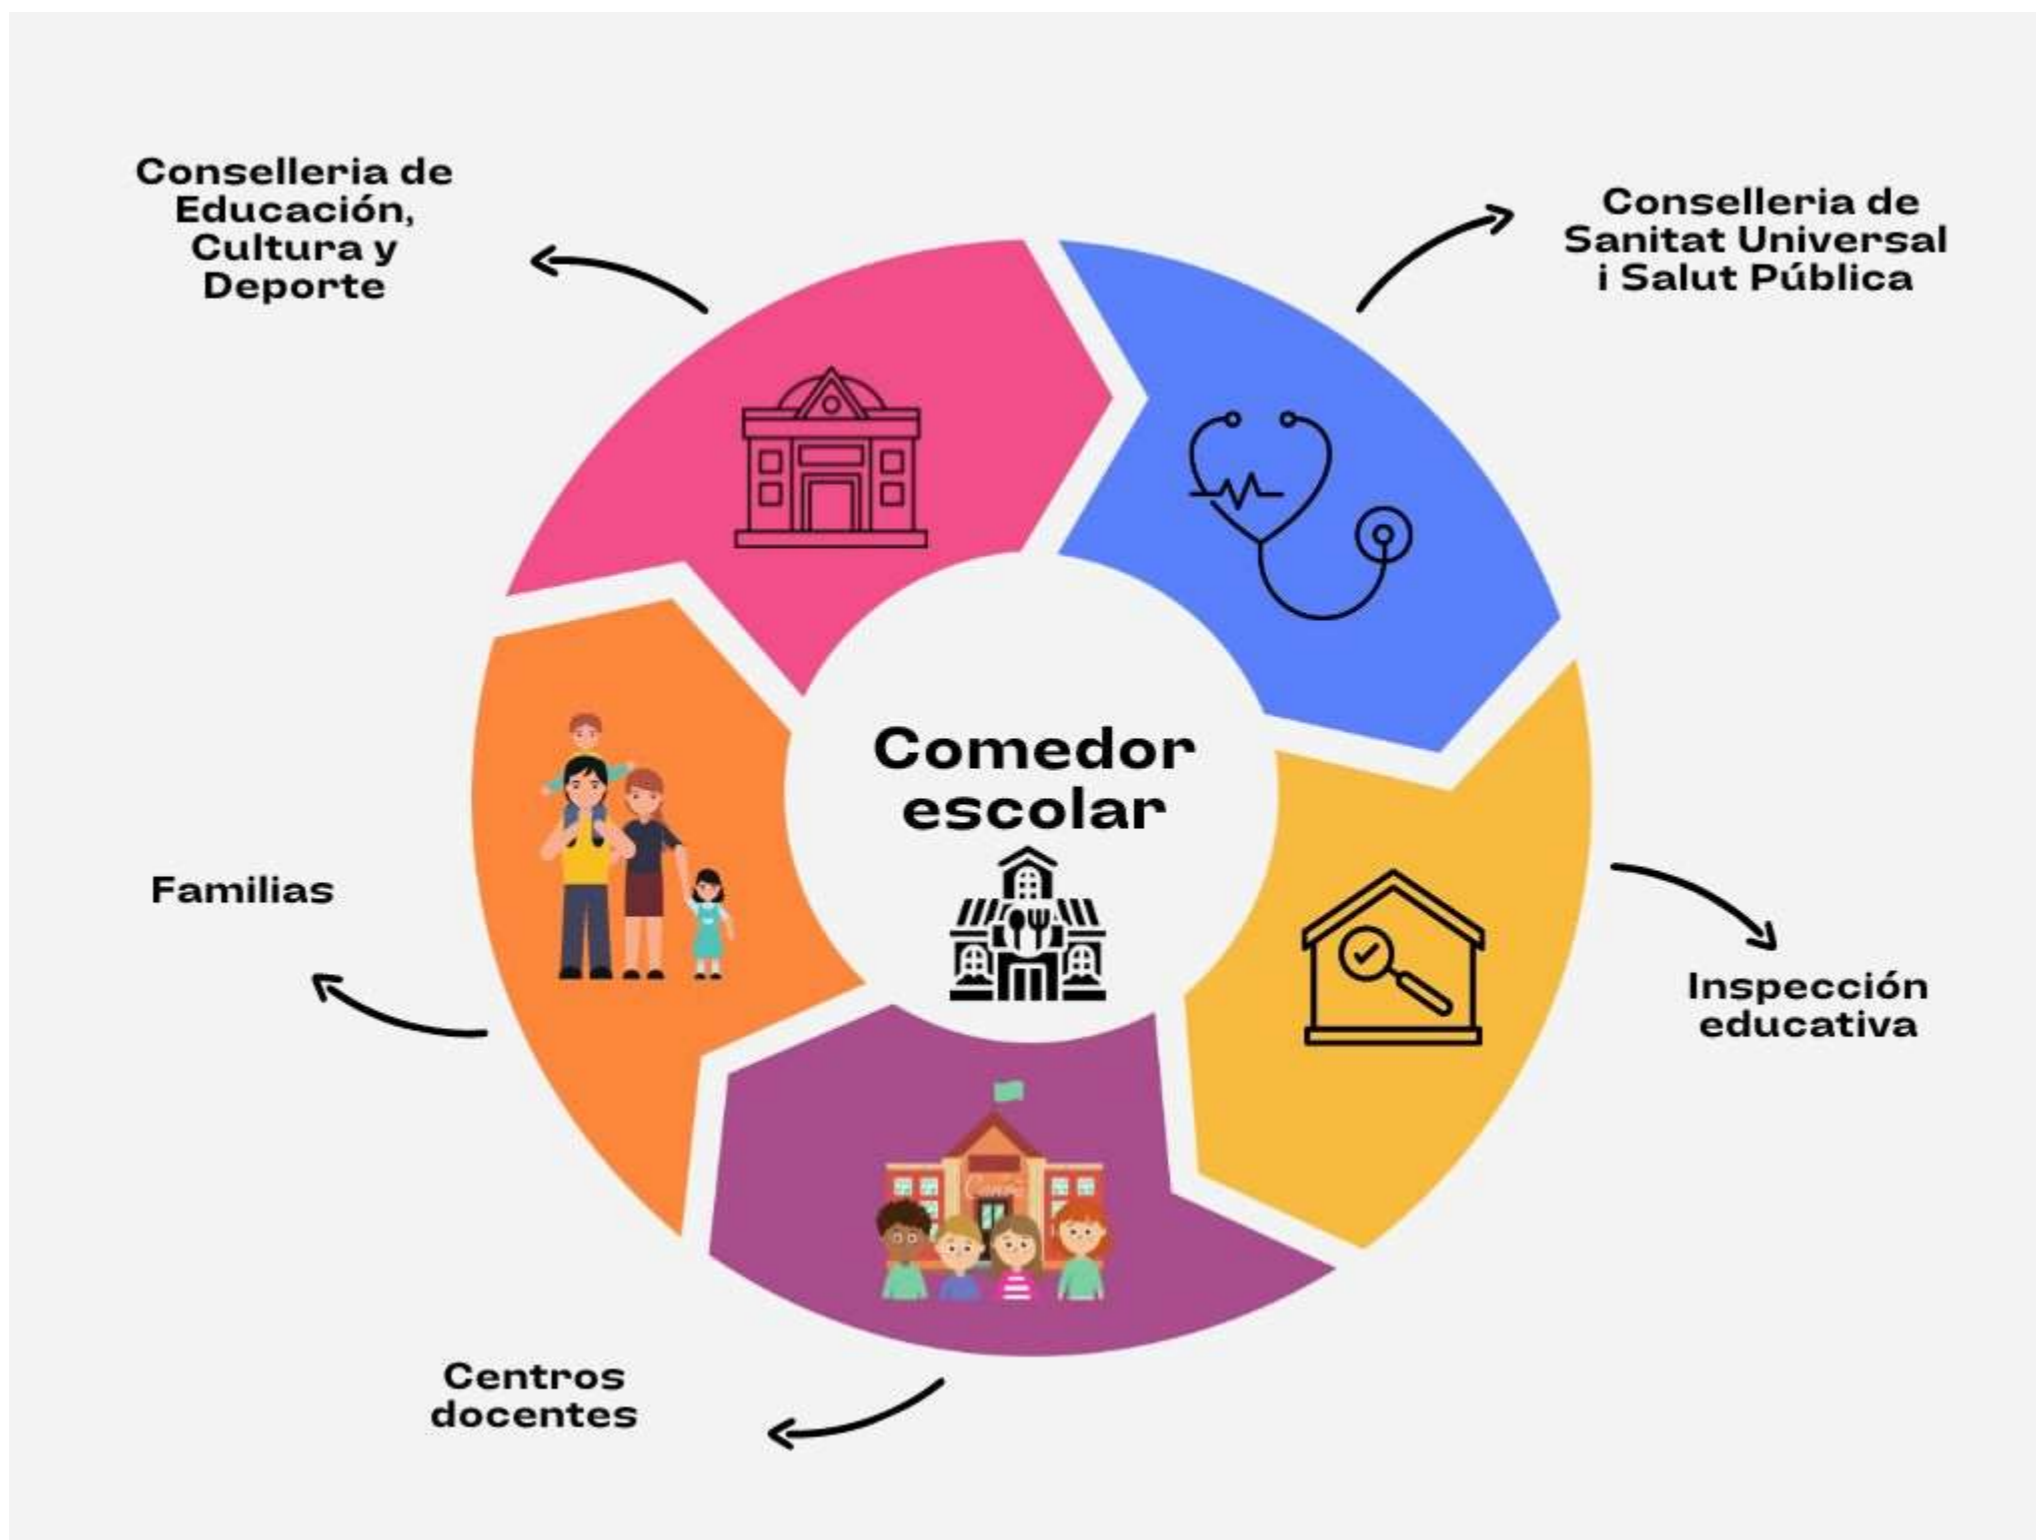 Conselleria de
Educación,
Cultura y
Deporte
Conselleria de
Sanitat Universal
i Salut Pública
Comedor
escolar
Familias
Inspección
educativa
Centros
docentes